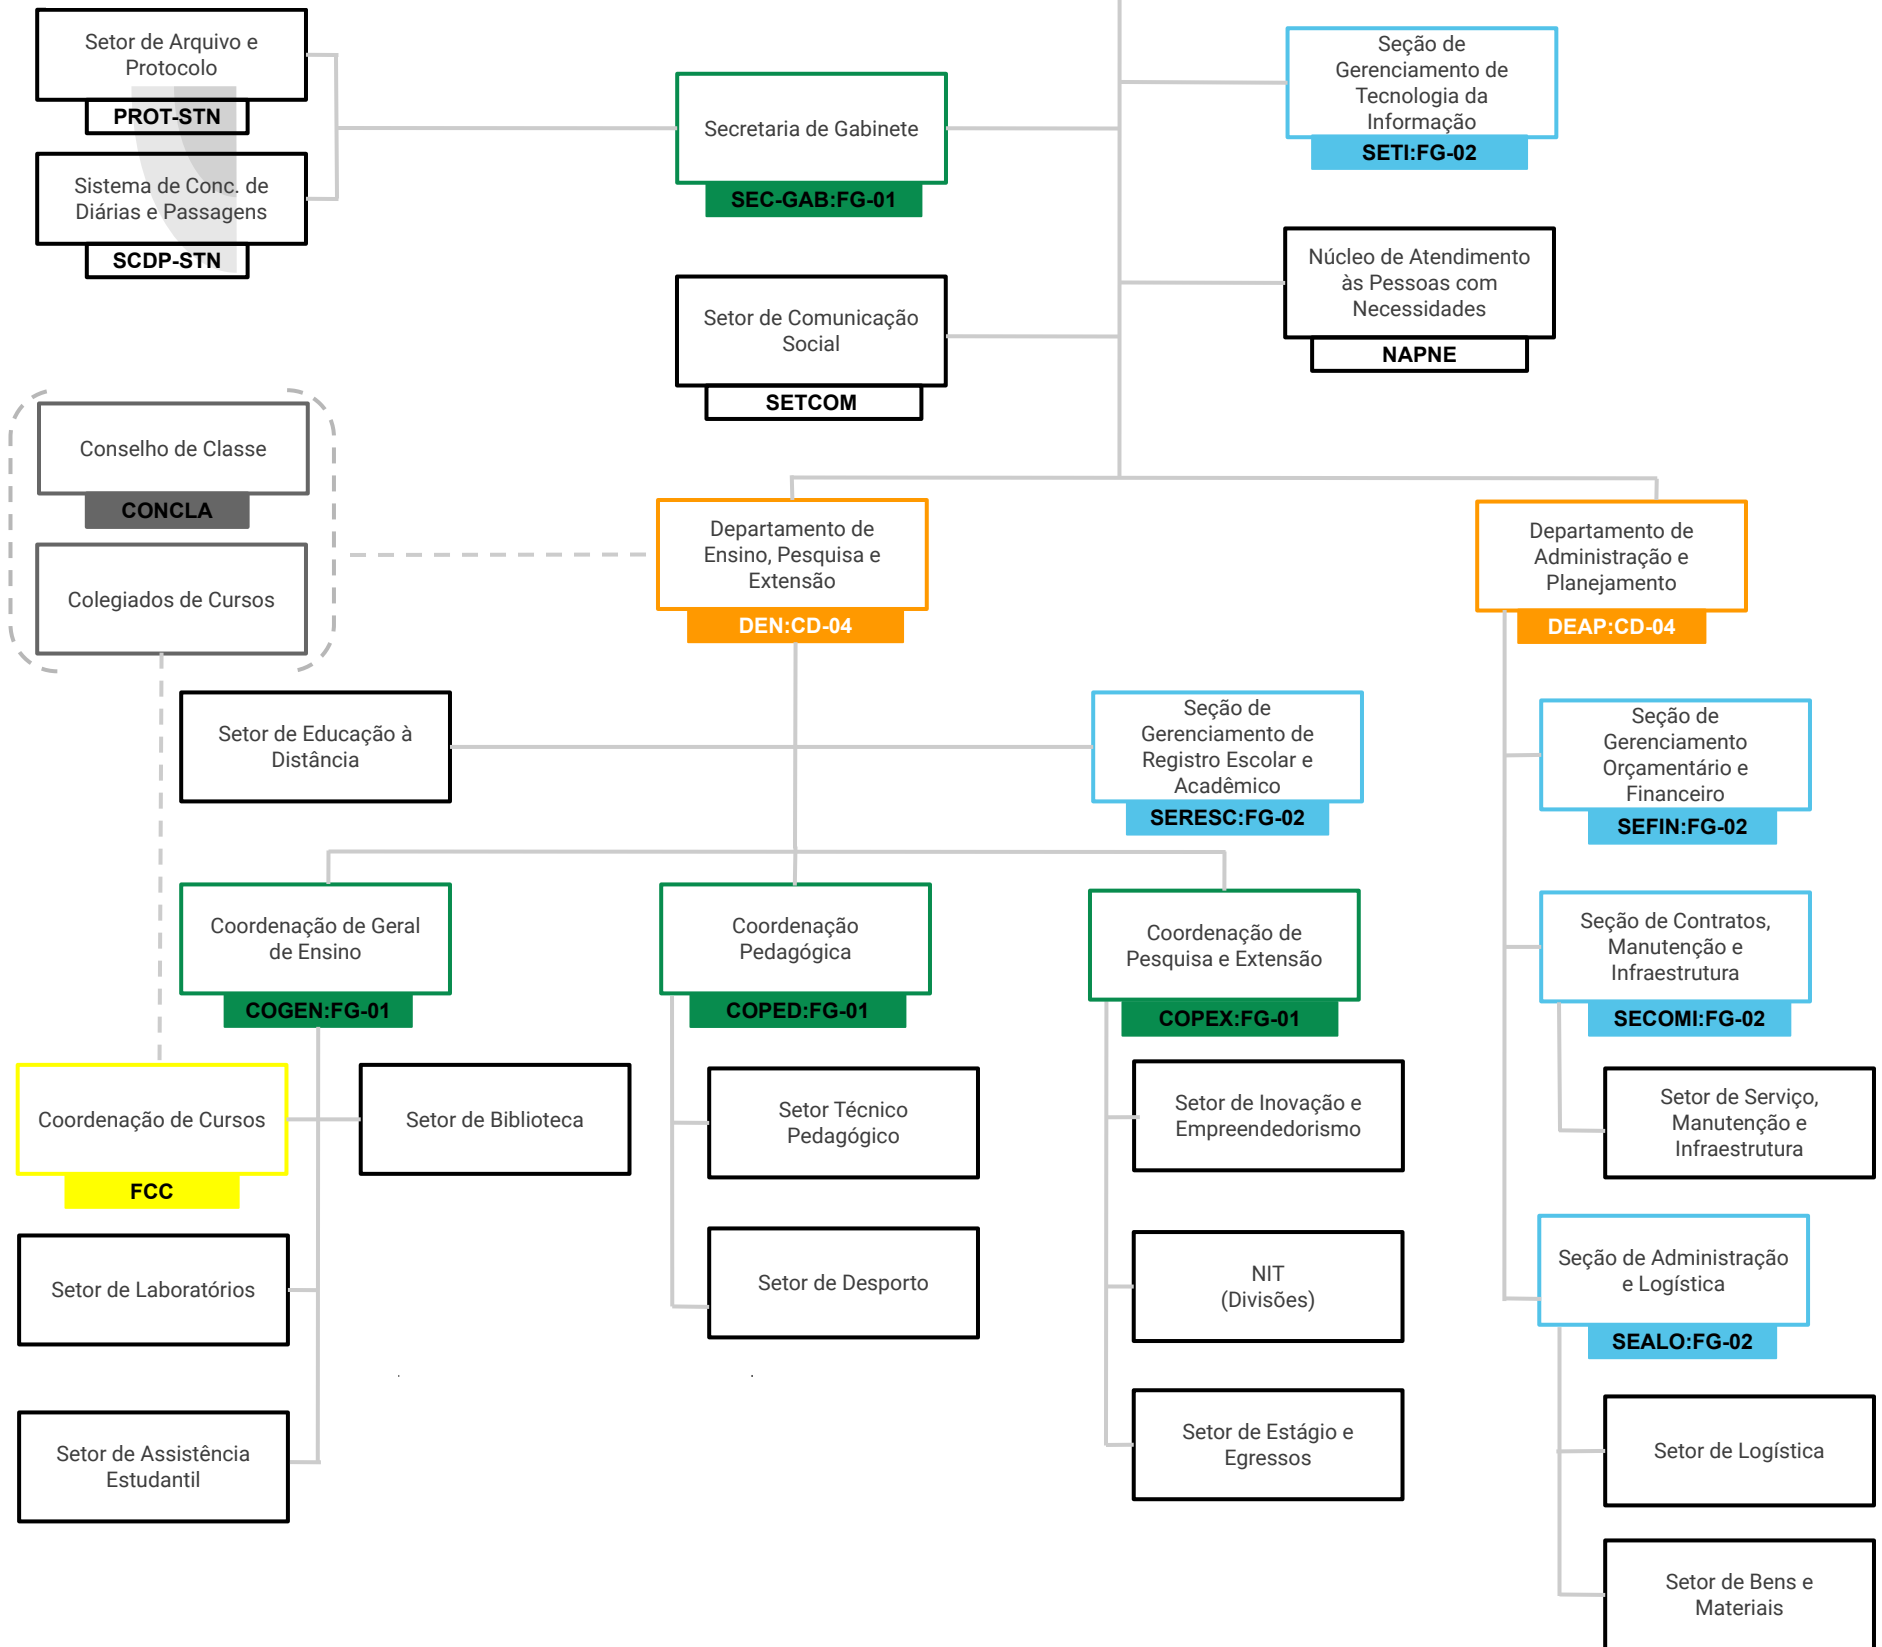 Setor de Arquivo e
Protocolo
PROT-STN
Sistema de Conc. de
Diárias e Passagens
SCDP-STN
Secretaria de Gabinete
SEC-GAB:FG-01
Setor de Comunicação
Social
SETCOM
Seção de
Gerenciamento de
Tecnologia da
Informação
SETI:FG-02
Núcleo de Atendimento
às Pessoas com
Necessidades
NAPNE
Conselho de Classe
CONCLA
Colegiados de Cursos
Departamento de
Ensino, Pesquisa e
Extensão
DEN:CD-04
Departamento de
Administração e
Planejamento
DEAP:CD-04
Setor de Educação à
Distância
Seção de
Gerenciamento de
Registro Escolar e
Acadêmico
SERESC:FG-02
Seção de
Gerenciamento
Orçamentário e
Financeiro
SEFIN:FG-02
Coordenação de Geral
de Ensino
COGEN:FG-01
Coordenação
Pedagógica
COPED:FG-01
Coordenação de
Pesquisa e Extensão
COPEX:FG-01
Seção de Contratos,
Manutenção e
Infraestrutura
SECOMI:FG-02
Coordenação de Cursos
FCC
Setor de Biblioteca
Setor Técnico
Pedagógico
Setor de Inovação e
Empreendedorismo
Setor de Serviço,
Manutenção e
Infraestrutura
Setor de Laboratórios
Setor de Desporto
NIT
(Divisões)
Seção de Administração
e Logística
SEALO:FG-02
Setor de Assistência
Estudantil
Setor de Estágio e
Egressos
Setor de Logística
Setor de Bens e
Materiais